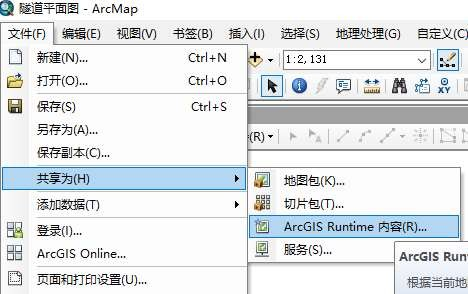 隧道平面图 - ArcMap
文件(F) 编辑(E) 视图(V) 书签(B) 插入(I) 选择(S) 地理处理(G) 自定义(C)
新建(N)... Ctrl+N
1:2, 131
打开(O)... Ctrl+O
保存(S) Ctrl+S
另存为(A)...
保存副本(C)...
(R)
共享为(H)
地图包(K)...
添加数据(T)
切片包(T)...
登录(I)...
ArcGIS Runtime 内容(R)...
ArcGIS Online...
服务(S)...
ArcGIS Run
页面和打印设置(U)...
根据当前地